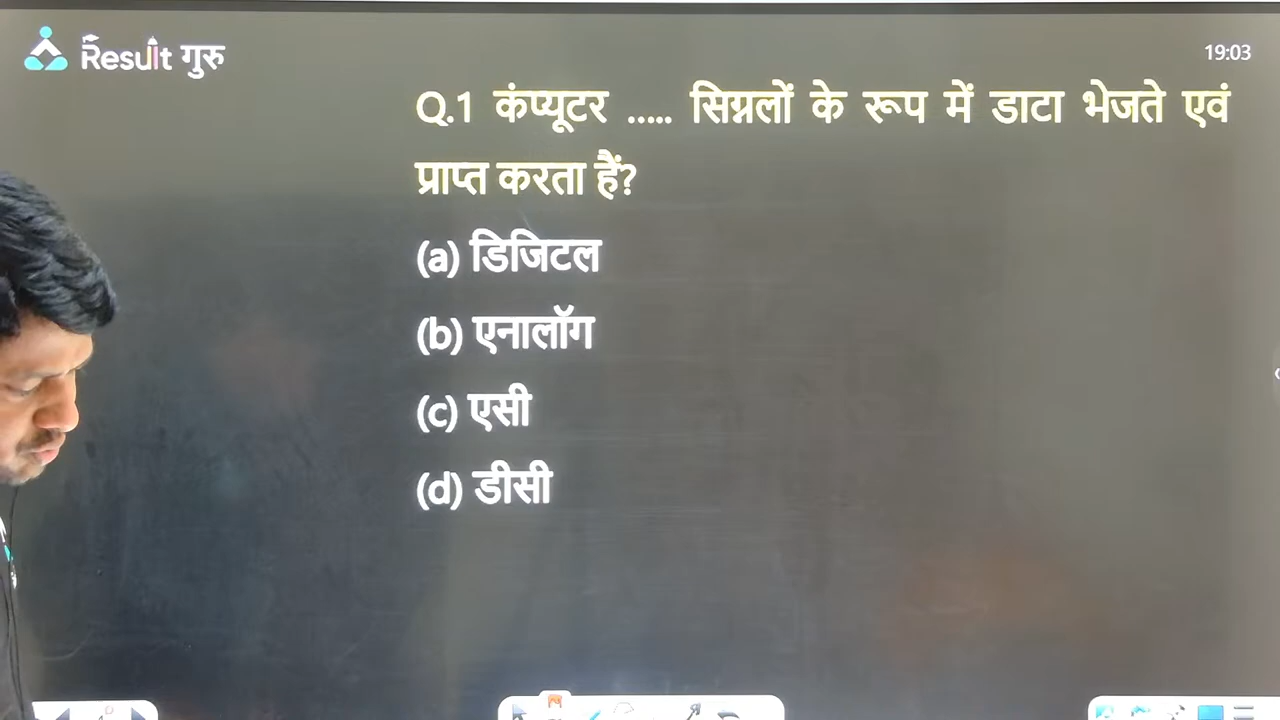 Result गुरु
19:03
Q.1 कंप्यूटर ..... सिग्नलों के रूप में डाटा भेजते एवं
प्राप्त करता हैं?
(a) डिजिटल
(b) एनालॉग
(c) एसी
(d) डीसी